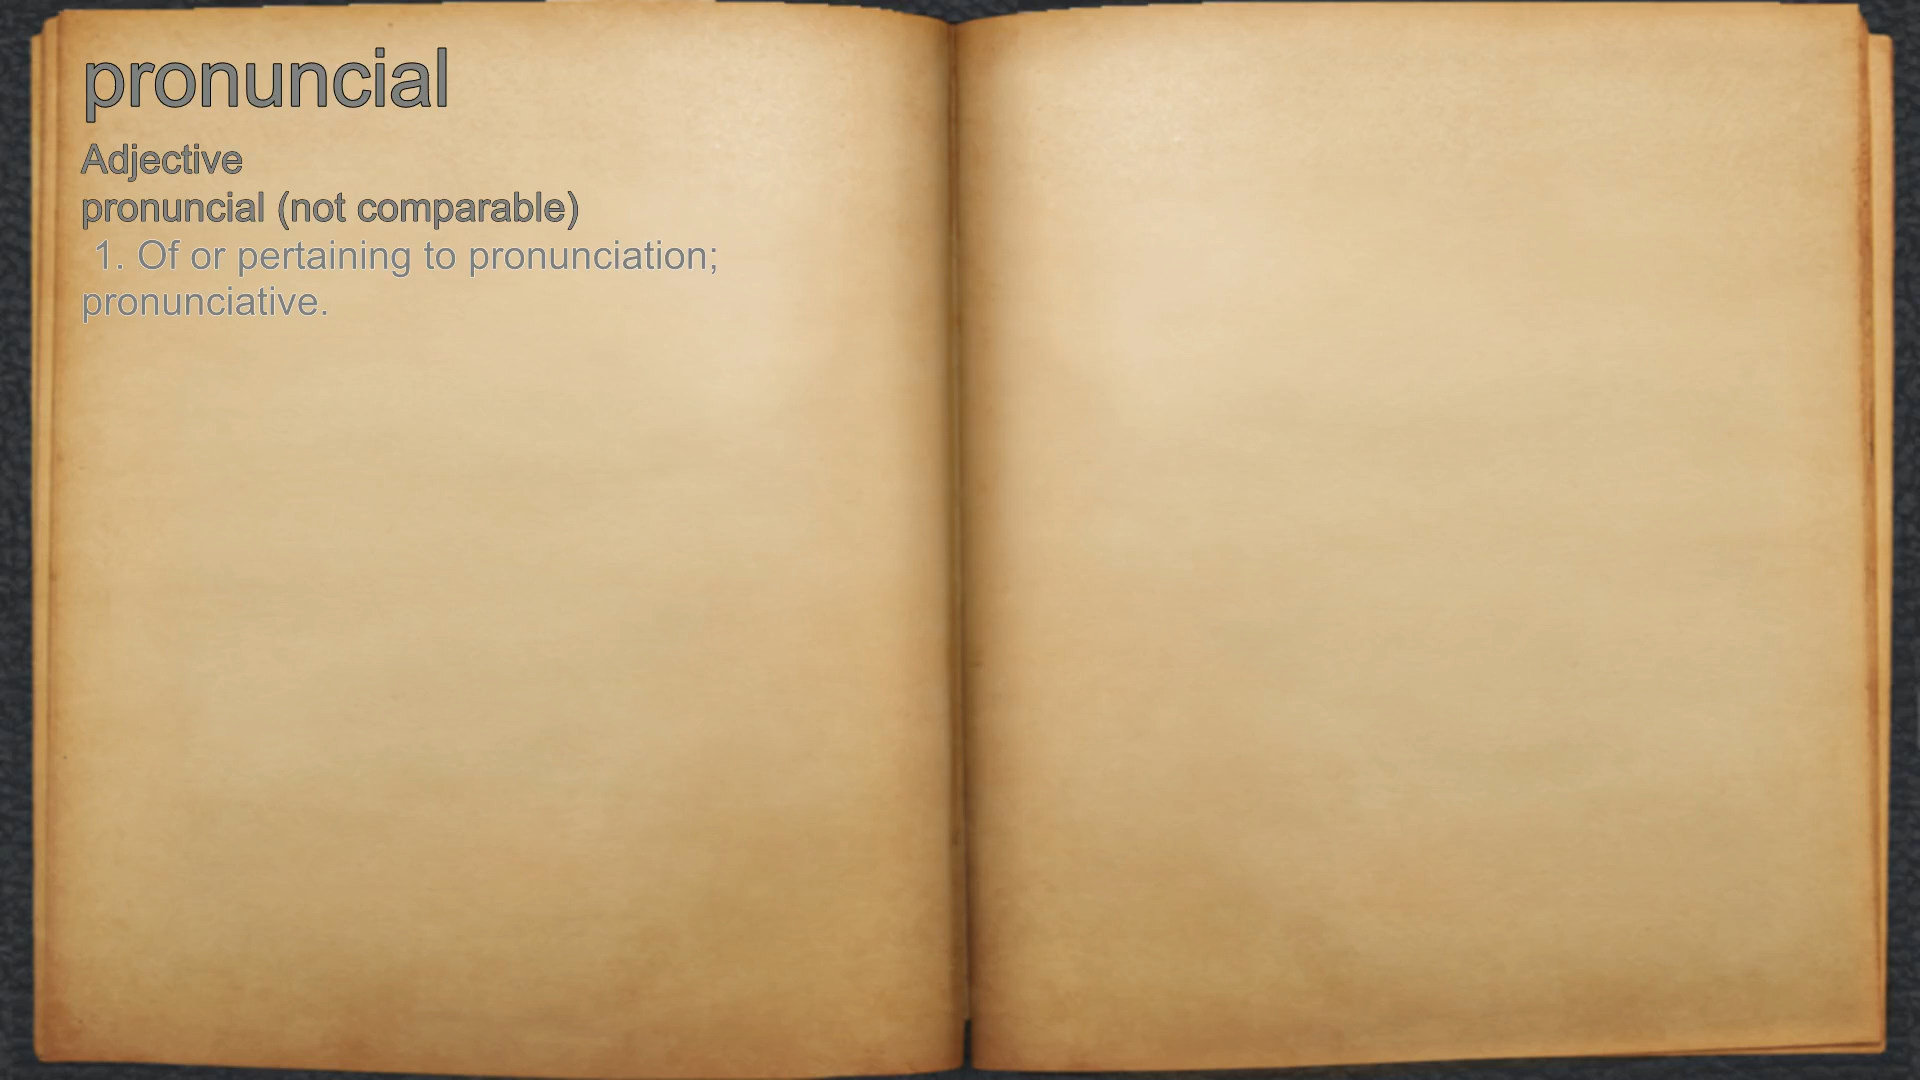 pronuncial
Adjective
pronuncial (not comparable)
1. Of or pertaining to pronunciation;
pronunciative.